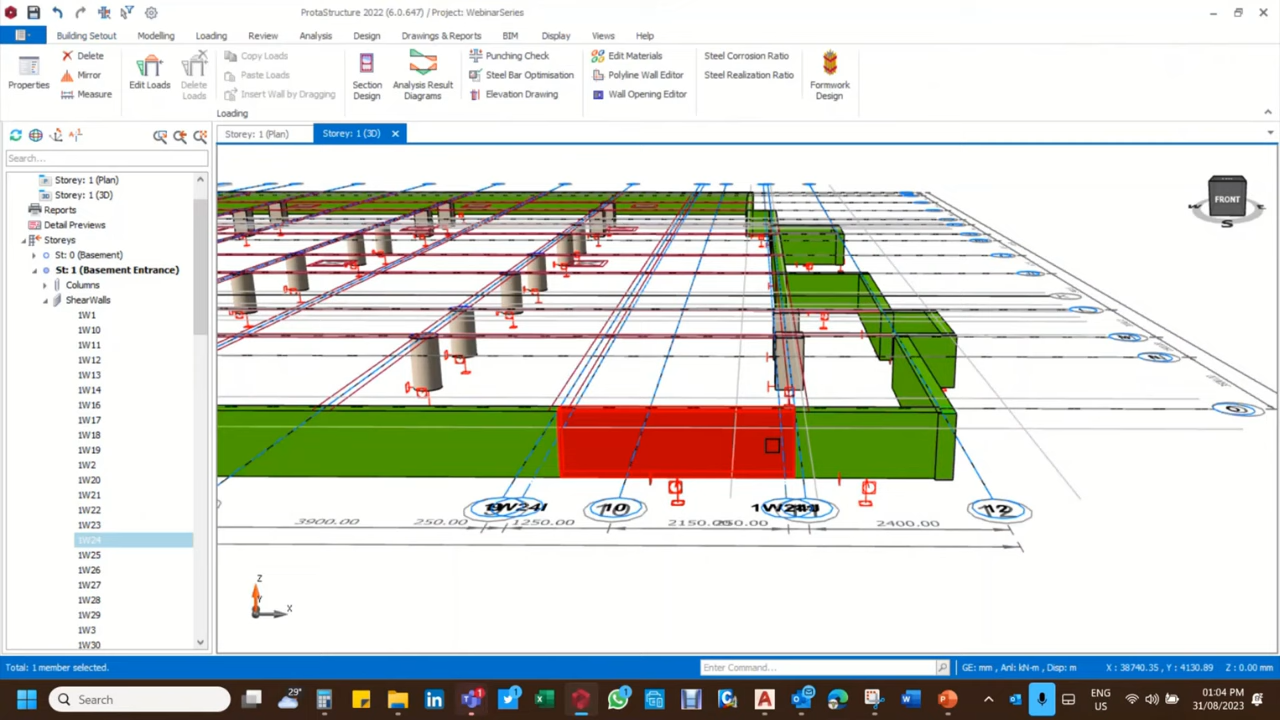 ProtaStructure 2022 (6.0.647) / Project: WebinarSeries
Building Setout
Modelling
Loading
Review
Analysis
Design
Drawings & Reports
BIM
Display
Views
Help
Properties
Delete
Mirror
Measure
Edit Loads
Delete Loads
Copy Loads
Paste Loads
Insert Wall by Dragging
Loading
Section Design
Analysis Result Diagrams
Punching Check
Steel Bar Optimisation
Elevation Drawing
Edit Materials
Polyline Wall Editor
Wall Opening Editor
Steel Corrosion Ratio
Steel Realization Ratio
Formwork Design
Storey: 1 (Plan)
Storey: 1 (3D)
Search...
Storey: 1 (Plan)
Storey: 1 (3D)
Reports
Detail Previews
Storeys
St: 0 (Basement)
St: 1 (Basement Entrance)
Columns
ShearWalls
1W1
1W10
1W11
1W12
1W13
1W14
1W16
1W17
1W18
1W19
1W2
1W20
1W21
1W22
1W23
1W24
1W25
1W26
1W27
1W28
1W29
1W3
1W30
FRONT
S
10
12
3900.00
250.00
1250.00
2150.00
2400.00
Z
X
Total: 1 member selected.
Enter Command...
GE: mm , Anl: kN-m , Disp: m
X : 38740.35 , Y : 4130.89
Z : 0.00 mm
Search
29°
1
1
ENG
US
01:04 PM
31/08/2023